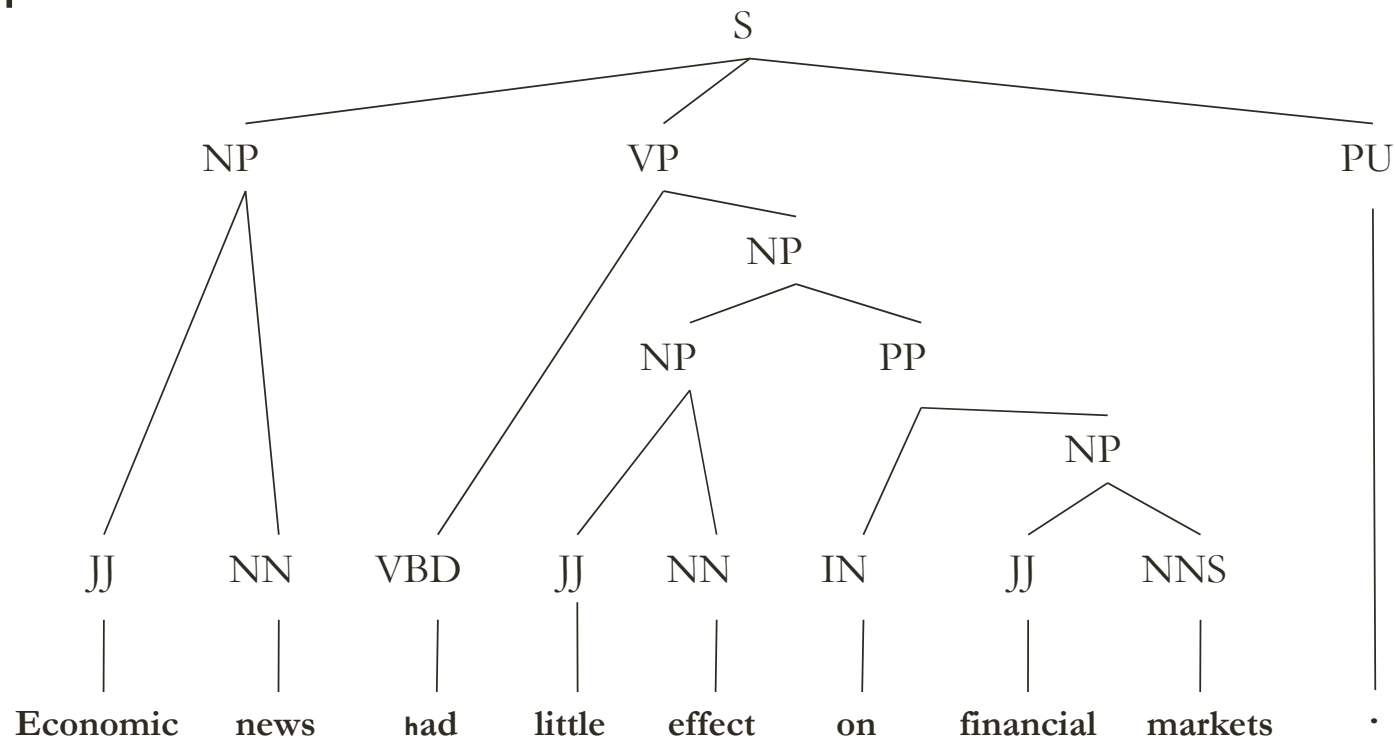 S
NP VP PU
NP
NP PP
NP
JJ NN VBD JJ NN IN JJ NNS
Economic news had little effect on financial markets .